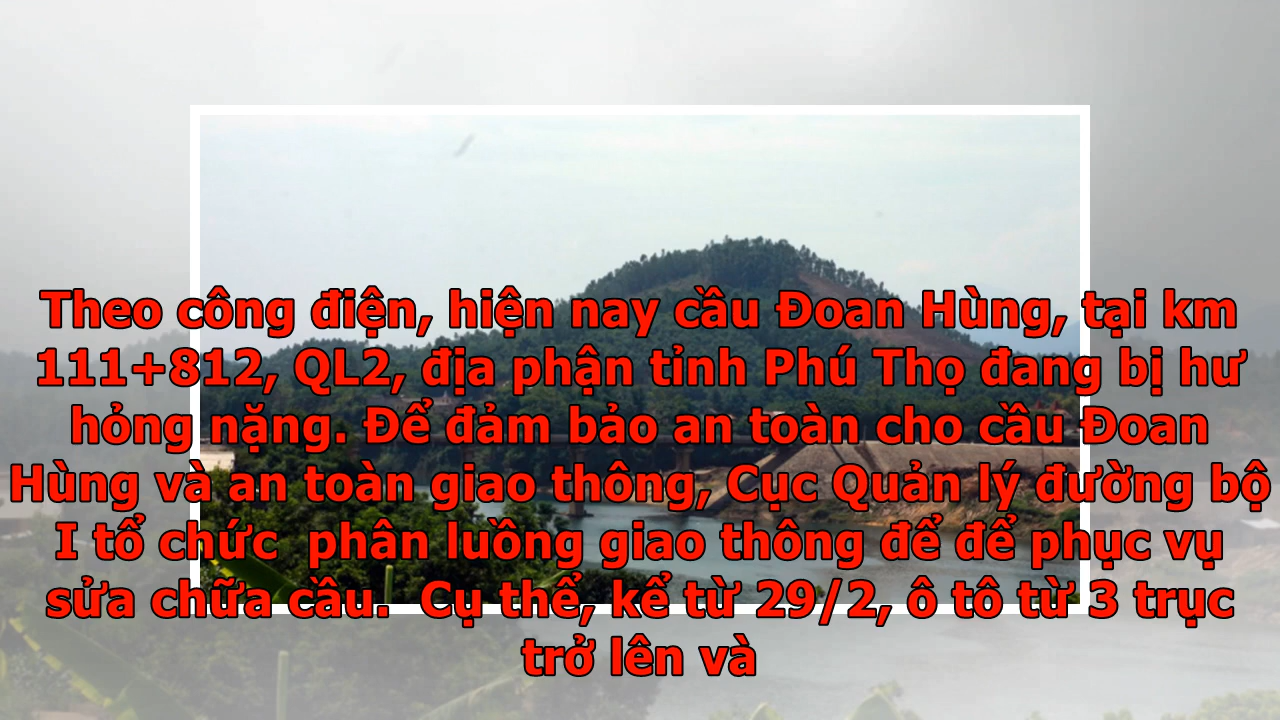 Theo công điện, hiện nay cầu Đoan Hùng, tại km
111+812, QL2, địa phận tỉnh Phú Thọ đang bị hư
hỏng nặng. Để đảm bảo an toàn cho cầu Đoan
Hùng và an toàn giao thông, Cục Quản lý đường bộ
I tổ chức  phân luồng giao thông để để phục vụ
sửa chữa cầu.  Cụ thể, kể từ 29/2, ô tô từ 3 trục
trở lên và